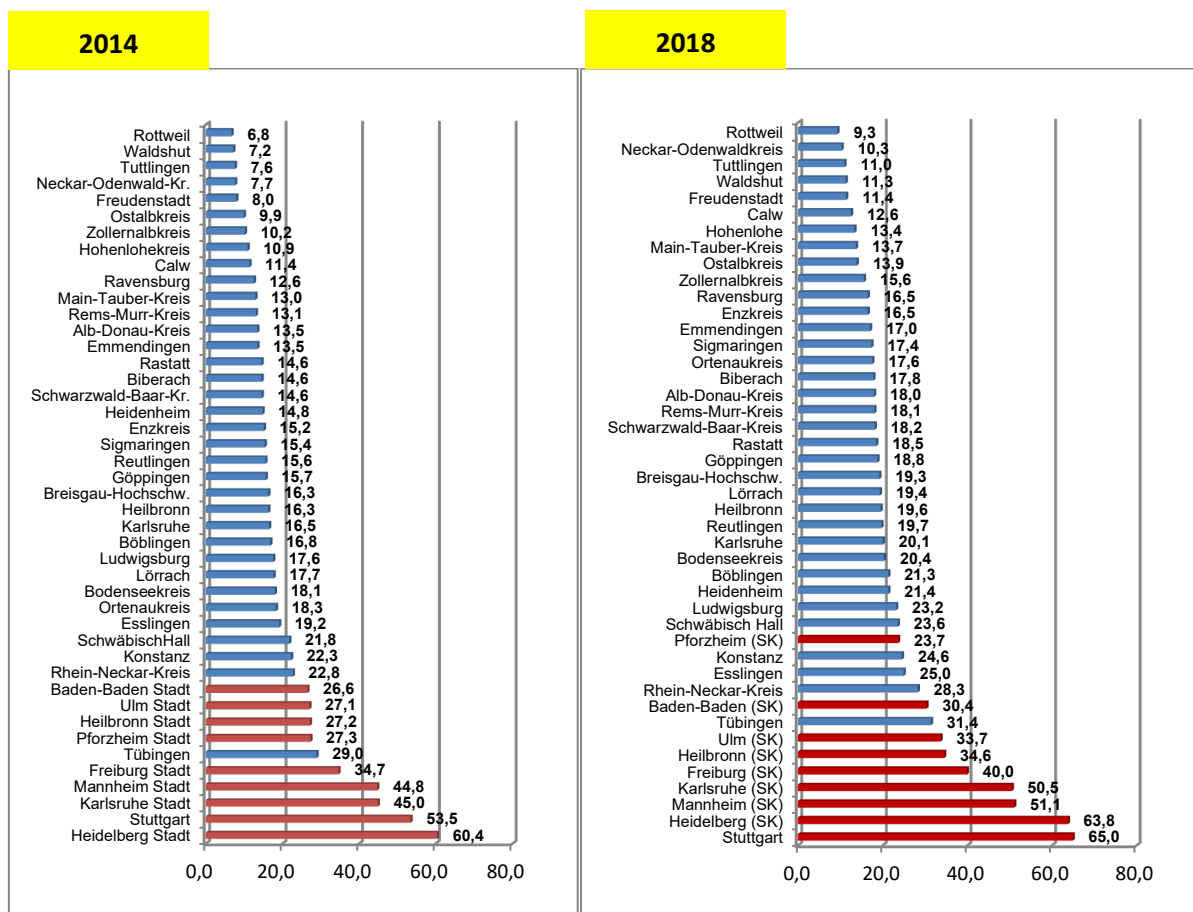 2014
Rottweil 6,8
Waldshut 7,2
Tuttlingen 7,6
Neckar-Odenwald-Kr. 7,7
Freudenstadt 8,0
Ostalbkreis 9,9
Zollernalbkreis 10,2
Hohenlohekreis 10,9
Calw 11,4
Ravensburg 12,6
Main-Tauber-Kreis 13,0
Rems-Murr-Kreis 13,1
Alb-Donau-Kreis 13,5
Emmendingen 13,5
Rastatt 14,6
Biberach 14,6
Schwarzwald-Baar-Kr. 14,6
Heidenheim 14,8
Enzkreis 15,2
Sigmaringen 15,4
Reutlingen 15,6
Göppingen 15,7
Breisgau-Hochschw. 16,3
Heilbronn 16,3
Karlsruhe 16,5
Böblingen 16,8
Ludwigsburg 17,6
Lörrach 17,7
Bodenseekreis 18,1
Ortenaukreis 18,3
Esslingen 19,2
SchwäbischHall 21,8
Konstanz 22,3
Rhein-Neckar-Kreis 22,8
Baden-Baden Stadt 26,6
Ulm Stadt 27,1
Heilbronn Stadt 27,2
Pforzheim Stadt 27,3
Tübingen 29,0
Freiburg Stadt 34,7
Mannheim Stadt 44,8
Karlsruhe Stadt 45,0
Stuttgart 53,5
Heidelberg Stadt 60,4
0,0 20,0 40,0 60,0 80,0
2018
Rottweil 9,3
Neckar-Odenwaldkreis 10,3
Tuttlingen 11,0
Waldshut 11,3
Freudenstadt 11,4
Calw 12,6
Hohenlohe 13,4
Main-Tauber-Kreis 13,7
Ostalbkreis 13,9
Zollernalbkreis 15,6
Ravensburg 16,5
Enzkreis 16,5
Emmendingen 17,0
Sigmaringen 17,4
Ortenaukreis 17,6
Biberach 17,8
Alb-Donau-Kreis 18,0
Rems-Murr-Kreis 18,1
Schwarzwald-Baar-Kreis 18,2
Rastatt 18,5
Göppingen 18,8
Breisgau-Hochschw. 19,3
Lörrach 19,4
Heilbronn 19,6
Reutlingen 19,7
Karlsruhe 20,1
Bodenseekreis 20,4
Böblingen 21,3
Heidenheim 21,4
Ludwigsburg 23,2
Schwäbisch Hall 23,6
Pforzheim (SK) 23,7
Konstanz 24,6
Esslingen 25,0
Rhein-Neckar-Kreis 28,3
Baden-Baden (SK) 30,4
Tübingen 31,4
Ulm (SK) 33,7
Heilbronn (SK) 34,6
Freiburg (SK) 40,0
Karlsruhe (SK) 50,5
Mannheim (SK) 51,1
Heidelberg (SK) 63,8
Stuttgart 65,0
0,0 20,0 40,0 60,0 80,0